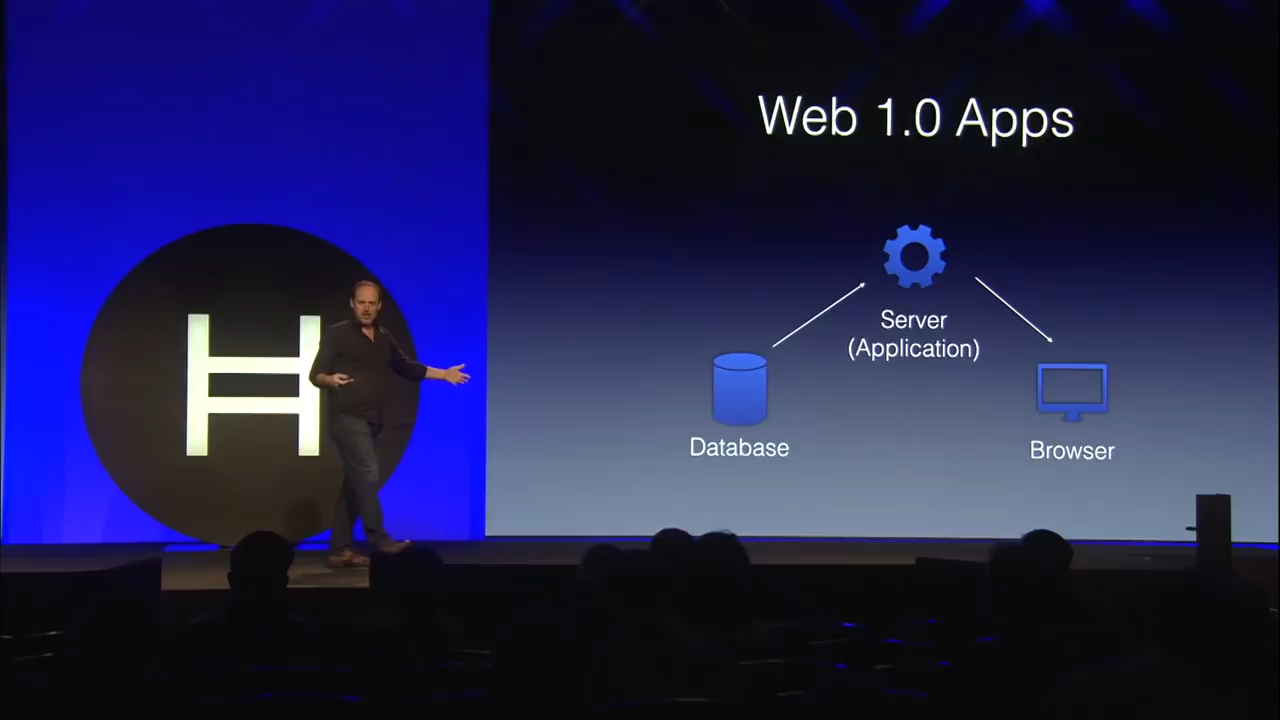 Web 1.0 Apps
Server
(Application)
Database
Browser
H